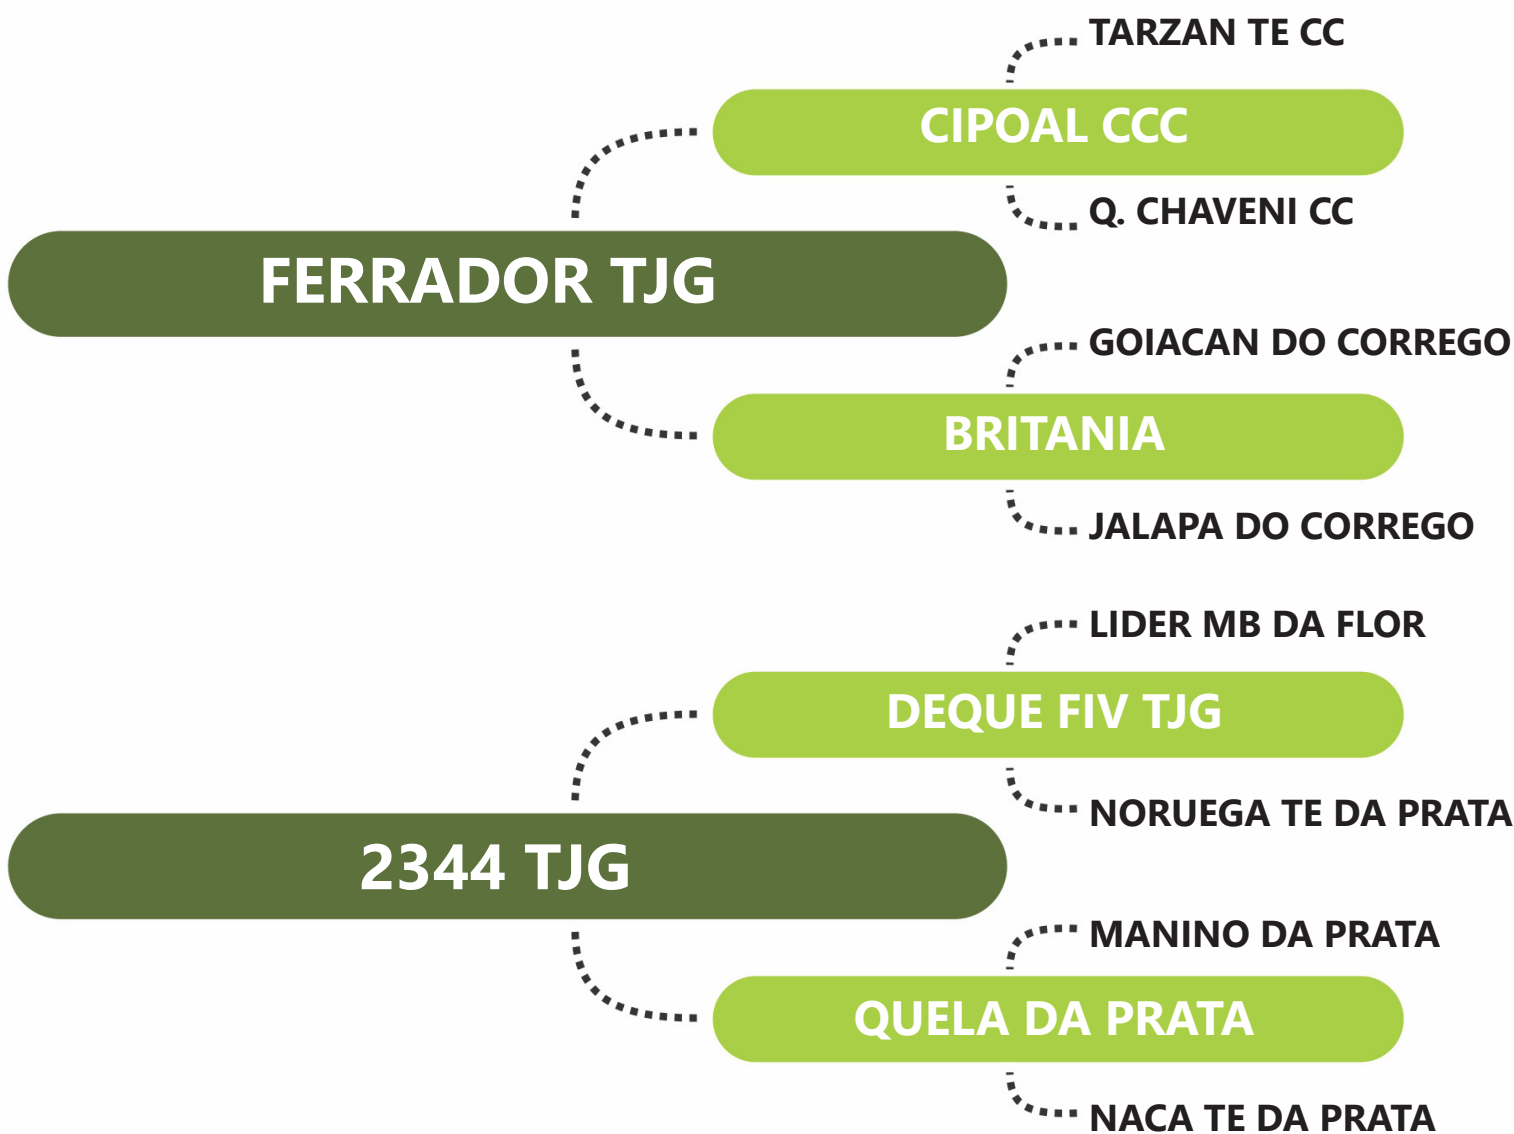 TARZAN TE CC
CIPOAL CCC
Q. CHAVENI CC
FERRADOR TJG
GOIACAN DO CORREGO
BRITANIA
JALAPA DO CORREGO
LIDER MB DA FLOR
DEQUE FIV TJG
NORUEGA TE DA PRATA
2344 TJG
MANINO DA PRATA
QUELA DA PRATA
NACA TE DA PRATA